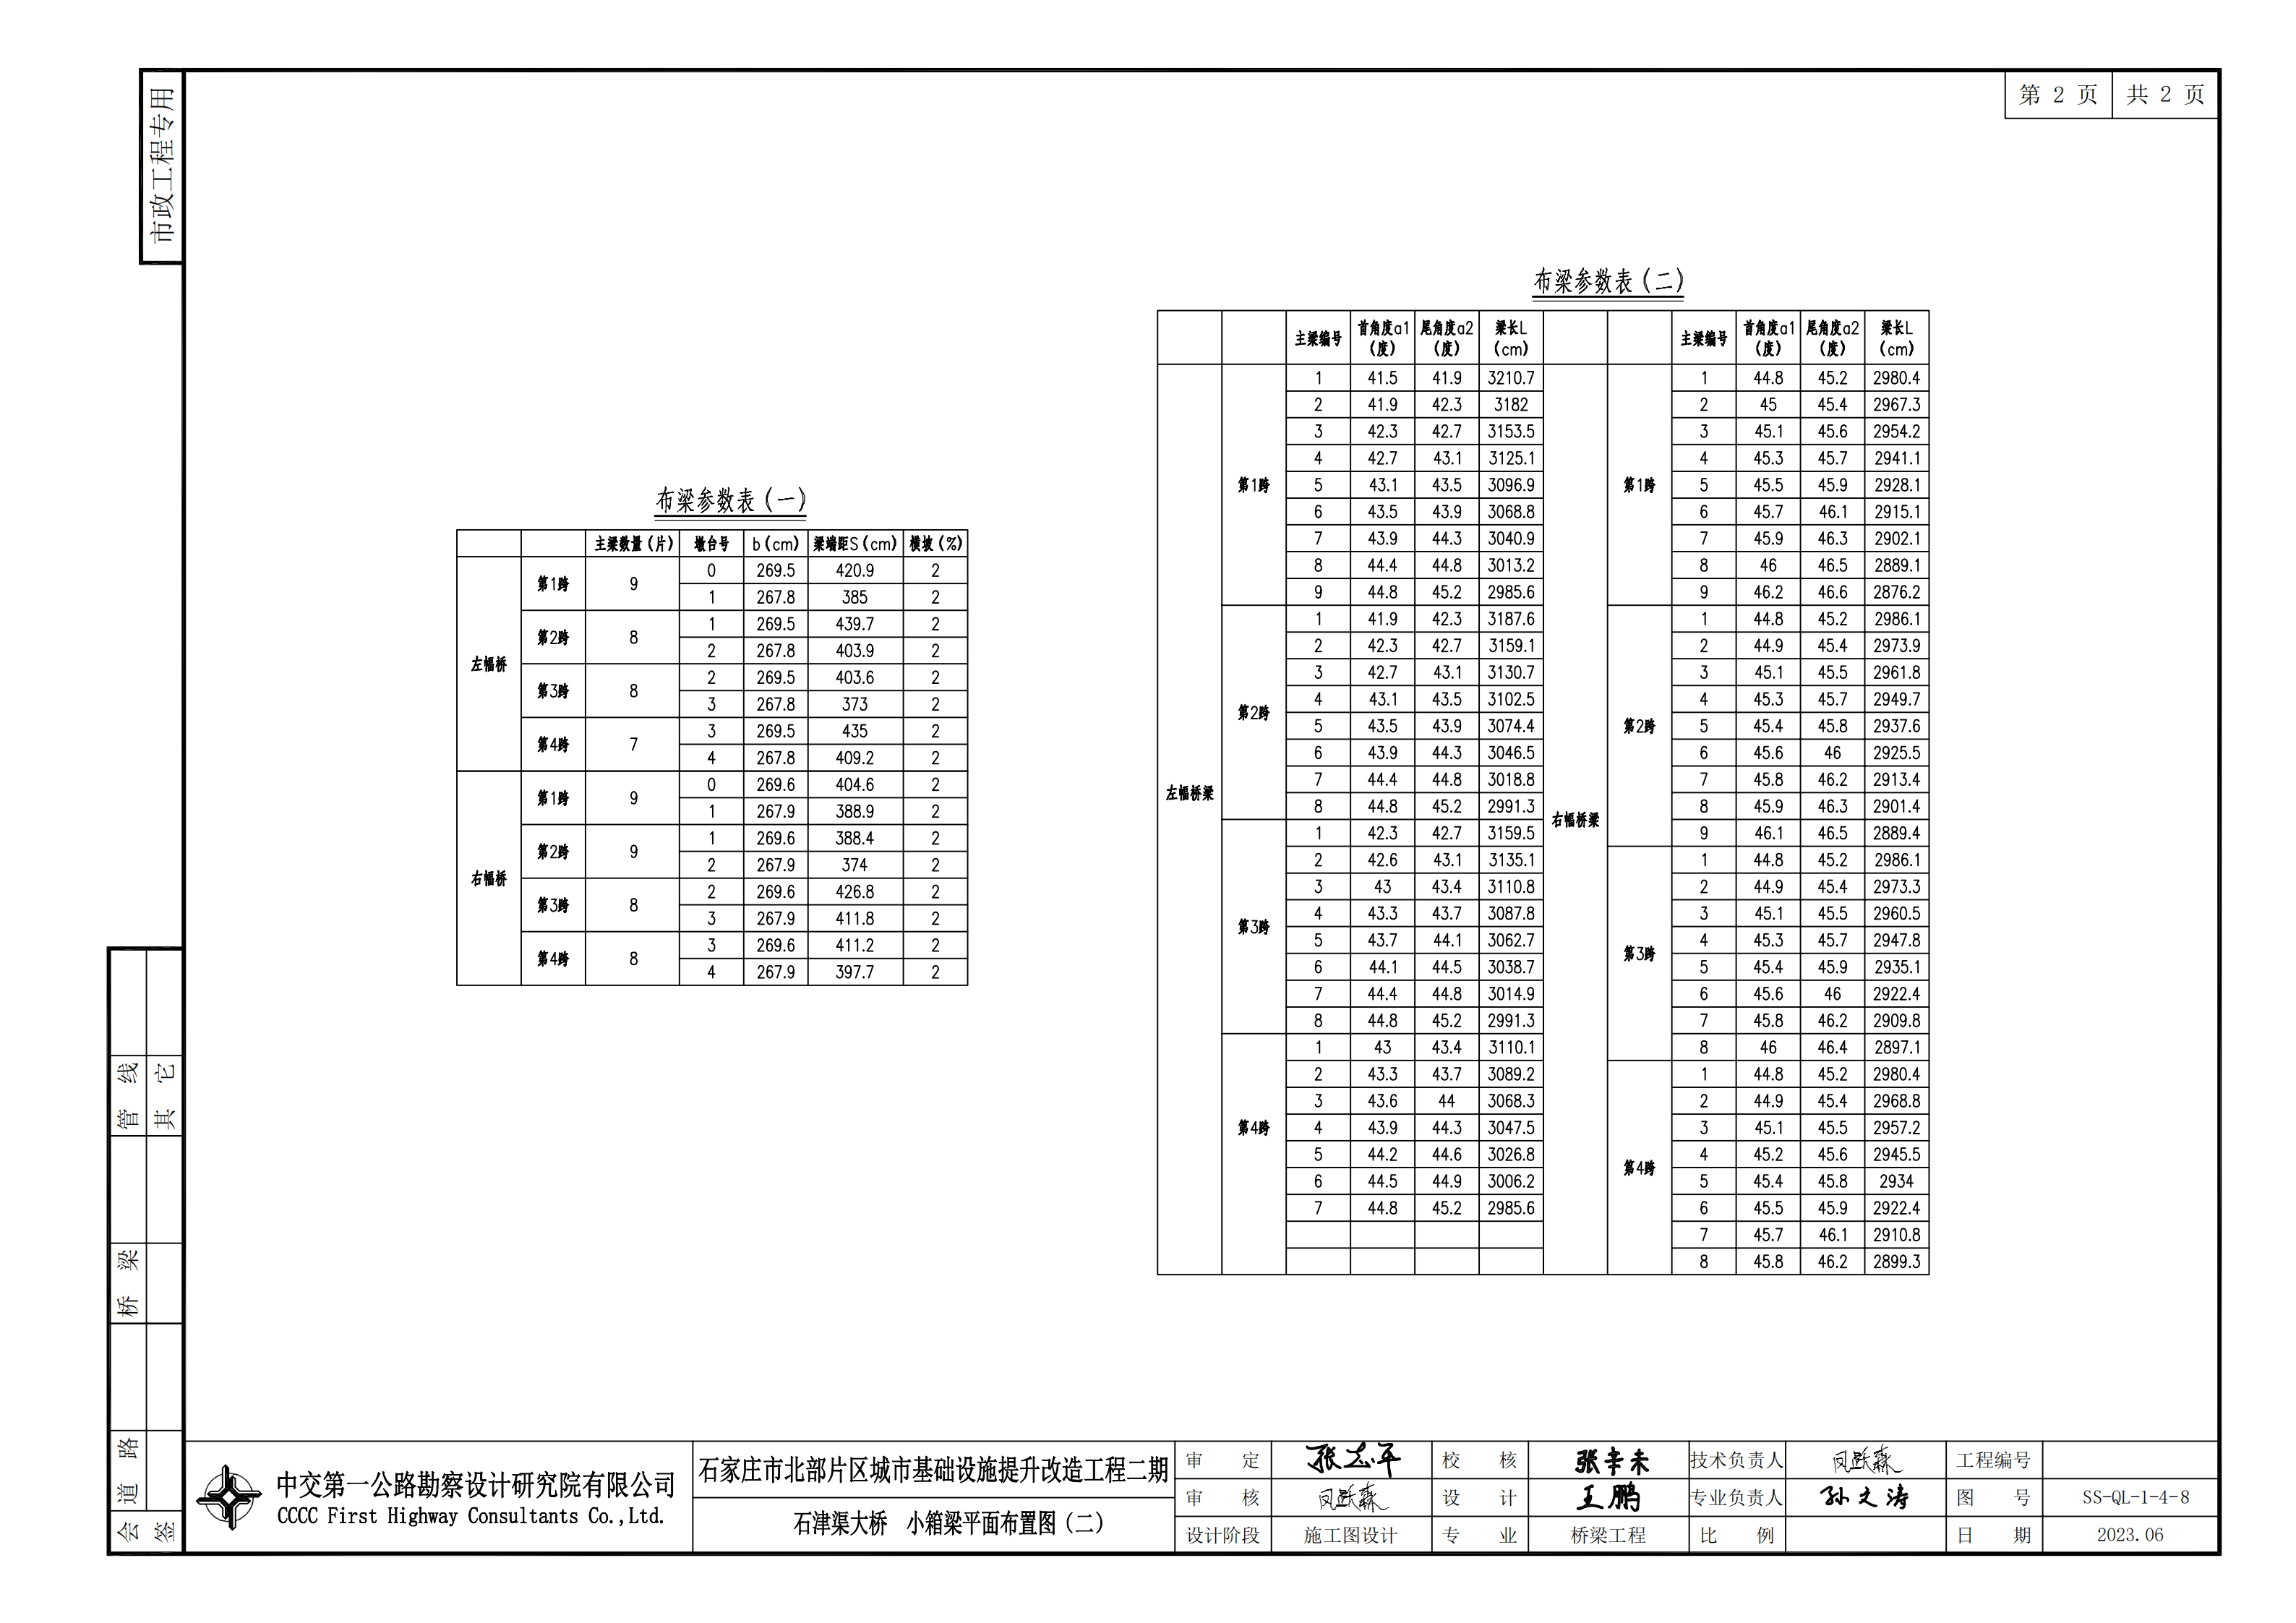 第 2 页 共 2 页
市政工程专用
布梁参数表（一）
主梁数量（片） 墩台号 b（cm） 梁端距S（cm） 横坡（%）
左幅桥 第1跨 9 0 269.5 420.9 2
1 267.8 385 2
第2跨 8 1 269.5 439.7 2
2 267.8 403.9 2
第3跨 8 2 269.5 403.6 2
3 267.8 373 2
第4跨 7 3 269.5 435 2
4 267.8 409.2 2
右幅桥 第1跨 9 0 269.6 404.6 2
1 267.9 388.9 2
第2跨 9 1 269.6 388.4 2
2 267.9 374 2
第3跨 8 2 269.6 426.8 2
3 267.9 411.8 2
第4跨 8 3 269.6 411.2 2
4 267.9 397.7 2
布梁参数表（二）
主梁编号 首角度α1（度） 尾角度α2（度） 梁长L（cm） 主梁编号 首角度α1（度） 尾角度α2（度） 梁长L（cm）
左幅桥梁 第1跨 1 41.5 41.9 3210.7 右幅桥梁 第1跨 1 44.8 45.2 2980.4
2 41.9 42.3 3182 2 45 45.4 2967.3
3 42.3 42.7 3153.5 3 45.1 45.6 2954.2
4 42.7 43.1 3125.1 4 45.3 45.7 2941.1
5 43.1 43.5 3096.9 5 45.5 45.9 2928.1
6 43.5 43.9 3068.8 6 45.7 46.1 2915.1
7 43.9 44.3 3040.9 7 45.9 46.3 2902.1
8 44.4 44.8 3013.2 8 46 46.5 2889.1
9 44.8 45.2 2985.6 9 46.2 46.6 2876.2
第2跨 1 41.9 42.3 3187.6 第2跨 1 44.8 45.2 2986.1
2 42.3 42.7 3159.1 2 44.9 45.4 2973.9
3 42.7 43.1 3130.7 3 45.1 45.5 2961.8
4 43.1 43.5 3102.5 4 45.3 45.7 2949.7
5 43.5 43.9 3074.4 5 45.4 45.8 2937.6
6 43.9 44.3 3046.5 6 45.6 46 2925.5
7 44.4 44.8 3018.8 7 45.8 46.2 2913.4
8 44.8 45.2 2991.3 8 45.9 46.3 2901.4
第3跨 1 42.3 42.7 3159.5 9 46.1 46.5 2889.4
2 42.6 43.1 3135.1 第3跨 1 44.8 45.2 2986.1
3 43 43.4 3110.8 2 44.9 45.4 2973.3
4 43.3 43.7 3087.8 3 45.1 45.5 2960.5
5 43.7 44.1 3062.7 4 45.3 45.7 2947.8
6 44.1 44.5 3038.7 5 45.4 45.9 2935.1
7 44.4 44.8 3014.9 6 45.6 46 2922.4
8 44.8 45.2 2991.3 7 45.8 46.2 2909.8
第4跨 1 43 43.4 3110.1 8 46 46.4 2897.1
2 43.3 43.7 3089.2 第4跨 1 44.8 45.2 2980.4
3 43.6 44 3068.3 2 44.9 45.4 2968.8
4 43.9 44.3 3047.5 3 45.1 45.5 2957.2
5 44.2 44.6 3026.8 4 45.2 45.6 2945.5
6 44.5 44.9 3006.2 5 45.4 45.8 2934
7 44.8 45.2 2985.6 6 45.5 45.9 2922.4
7 45.7 46.1 2910.8
8 45.8 46.2 2899.3
管线 其它
桥梁
道路
会签
中交第一公路勘察设计研究院有限公司
CCCC First Highway Consultants Co.,Ltd.
石家庄市北部片区城市基础设施提升改造工程二期
石津渠大桥 小箱梁平面布置图（二）
审定 张志平 校核 张幸未 技术负责人 工程编号
审核 设计 王鹏 专业负责人 孙文涛 图号 SS-QL-1-4-8
设计阶段 施工图设计 专业 桥梁工程 比例 日期 2023.06